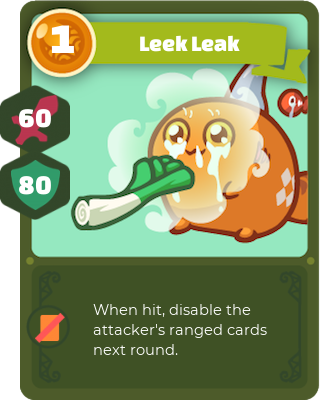 1
Leek Leak
60
80
When hit, disable the
attacker's ranged cards
next round.